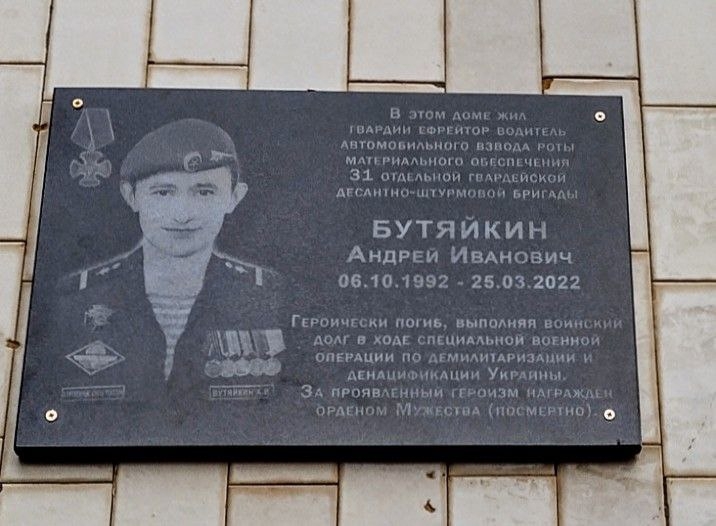 В этом доме жил
гвардии ефрейтор водитель
автомобильного взвода роты
материального обеспечения
31 отдельной гвардейской
десантно-штурмовой бригады
БУТЯЙКИН
Андрей Иванович
06.10.1992 - 25.03.2022
Героически погиб, выполняя воинский
долг в ходе специальной военной
операции по демилитаризации и
денацификации Украины.
За проявленный героизм награжден
орденом Мужества (посмертно).
БУТЯЙКИН А.И